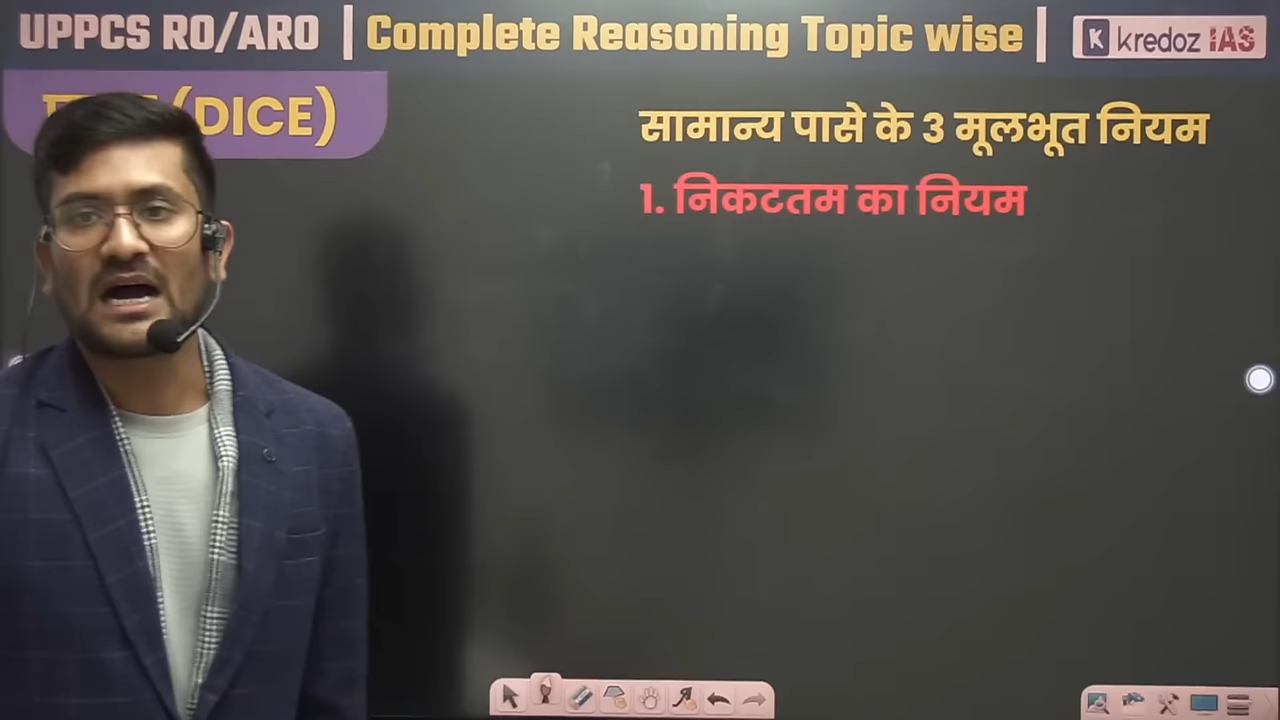 UPPCS RO/ARO | Complete Reasoning Topic wise |
K kredoz IAS
(DICE)
सामान्य पासे के 3 मूलभूत नियम
1. निकटतम का नियम